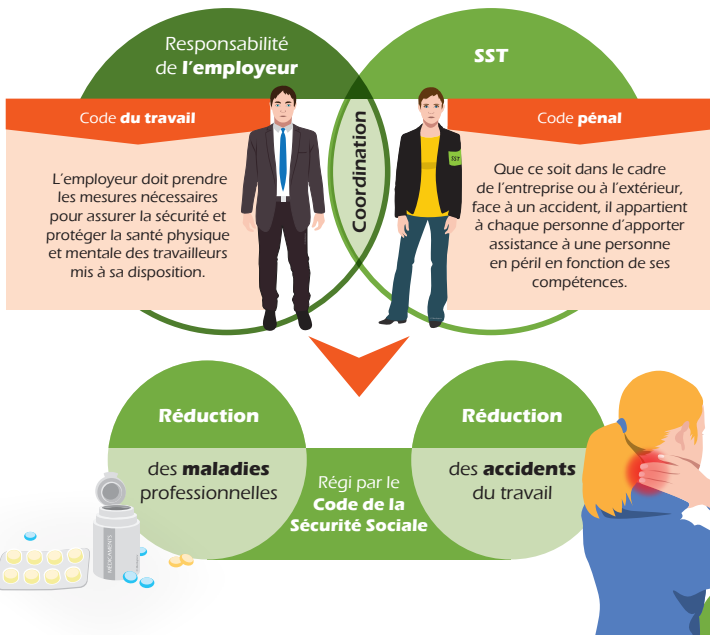 Responsabilité
de l'employeur
Code du travail
L'employeur doit prendre
les mesures nécessaires
pour assurer la sécurité et
protéger la santé physique
et mentale des travailleurs
mis à sa disposition.
Coordination
SST
SST
Code pénal
Que ce soit dans le cadre
de l'entreprise ou à l'extérieur,
face à un accident, il appartient
à chaque personne d'apporter
assistance à une personne
en péril en fonction de ses
compétences.
Réduction
des maladies
professionnelles
Régi par le
Code de la
Sécurité Sociale
Réduction
des accidents
du travail
MÉDICAMENTS